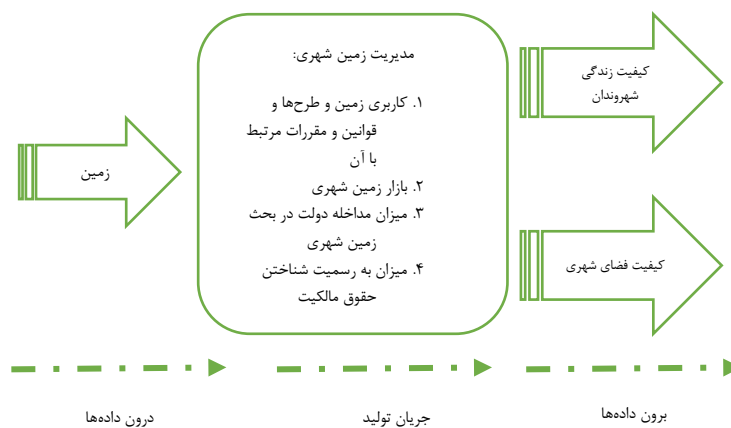 مدیریت زمین شهری:
۱. کاربری زمین و طرح‌ها و
قوانین و مقررات مرتبط
با آن
۲. بازار زمین شهری
۳. میزان مداخله دولت در بحث
زمین شهری
۴. میزان به رسمیت شناختن
حقوق مالکیت
زمین
کیفیت زندگی
شهروندان
کیفیت فضای شهری
درون داده‌ها
جریان تولید
برون داده‌ها